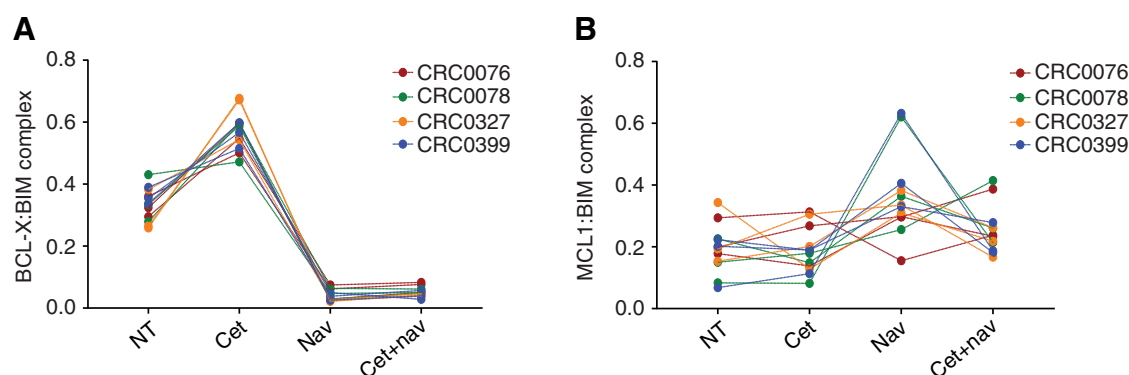 A
BCL-X:BIM complex
0.8
0.6
0.4
0.2
0.0
NT
Cet
Nav
Cet+nav
CRC0076
CRC0078
CRC0327
CRC0399
B
MCL1:BIM complex
0.8
0.6
0.4
0.2
0.0
NT
Cet
Nav
Cet+nav
CRC0076
CRC0078
CRC0327
CRC0399